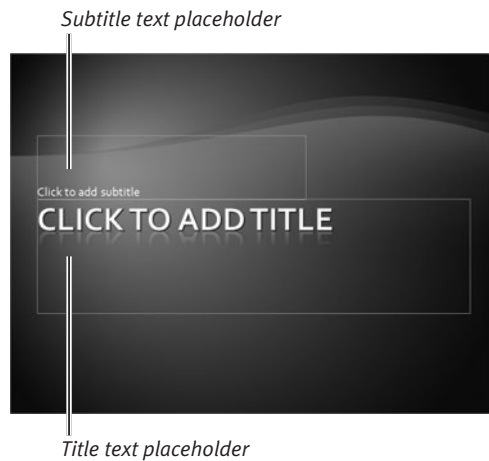 Subtitle text placeholder
Click to add subtitle
CLICK TO ADD TITLE
Title text placeholder